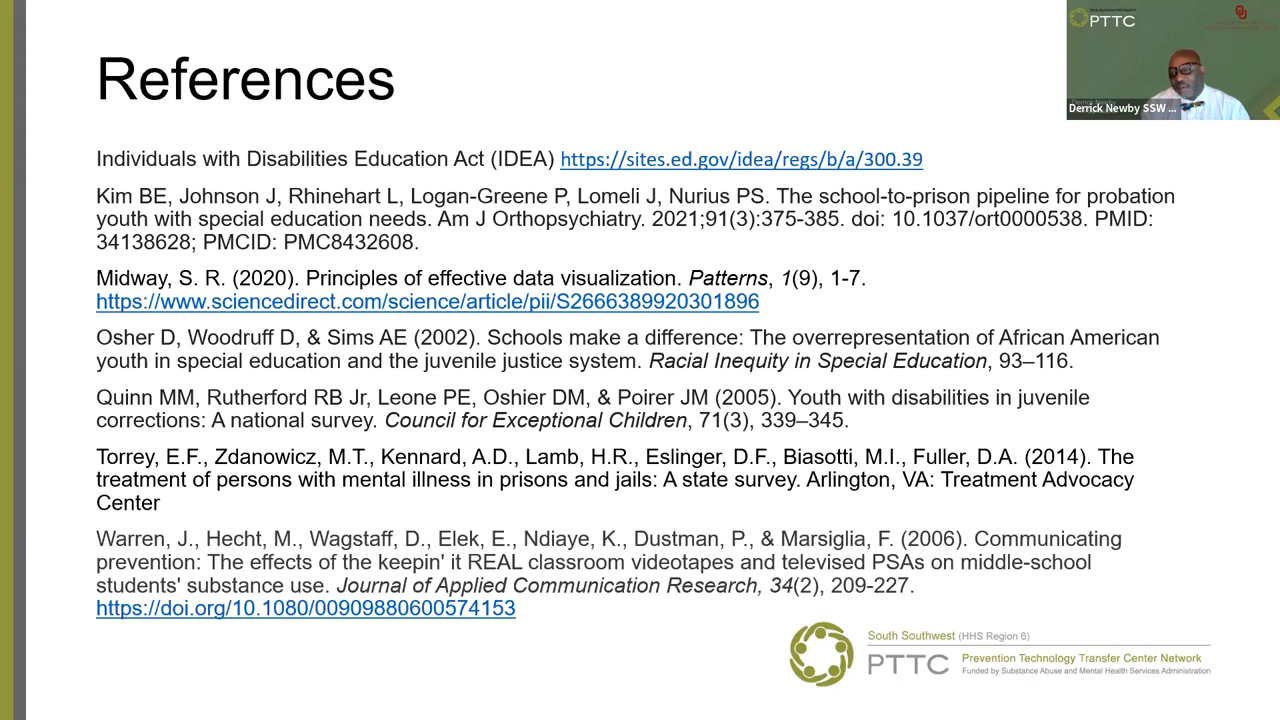 References
South Southwest HHS Region 6
PTTC
Derrick Newby SSW ...
Individuals with Disabilities Education Act (IDEA) https://sites.ed.gov/idea/regs/b/a/300.39
Kim BE, Johnson J, Rhinehart L, Logan-Greene P, Lomeli J, Nurius PS. The school-to-prison pipeline for probation
youth with special education needs. Am J Orthopsychiatry. 2021;91(3):375-385. doi: 10.1037/ort0000538. PMID:
34138628; PMCID: PMC8432608.
Midway, S. R. (2020). Principles of effective data visualization. Patterns, 1(9), 1-7.
https://www.sciencedirect.com/science/article/pii/S2666389920301896
Osher D, Woodruff D, & Sims AE (2002). Schools make a difference: The overrepresentation of African American
youth in special education and the juvenile justice system. Racial Inequity in Special Education, 93–116.
Quinn MM, Rutherford RB Jr, Leone PE, Oshier DM, & Poirer JM (2005). Youth with disabilities in juvenile
corrections: A national survey. Council for Exceptional Children, 71(3), 339–345.
Torrey, E.F., Zdanowicz, M.T., Kennard, A.D., Lamb, H.R., Eslinger, D.F., Biasotti, M.I., Fuller, D.A. (2014). The
treatment of persons with mental illness in prisons and jails: A state survey. Arlington, VA: Treatment Advocacy
Center
Warren, J., Hecht, M., Wagstaff, D., Elek, E., Ndiaye, K., Dustman, P., & Marsiglia, F. (2006). Communicating
prevention: The effects of the keepin' it REAL classroom videotapes and televised PSAs on middle-school
students' substance use. Journal of Applied Communication Research, 34(2), 209-227.
https://doi.org/10.1080/00909880600574153
South Southwest (HHS Region 6)
PTTC
Prevention Technology Transfer Center Network
Funded by Substance Abuse and Mental Health Services Administration